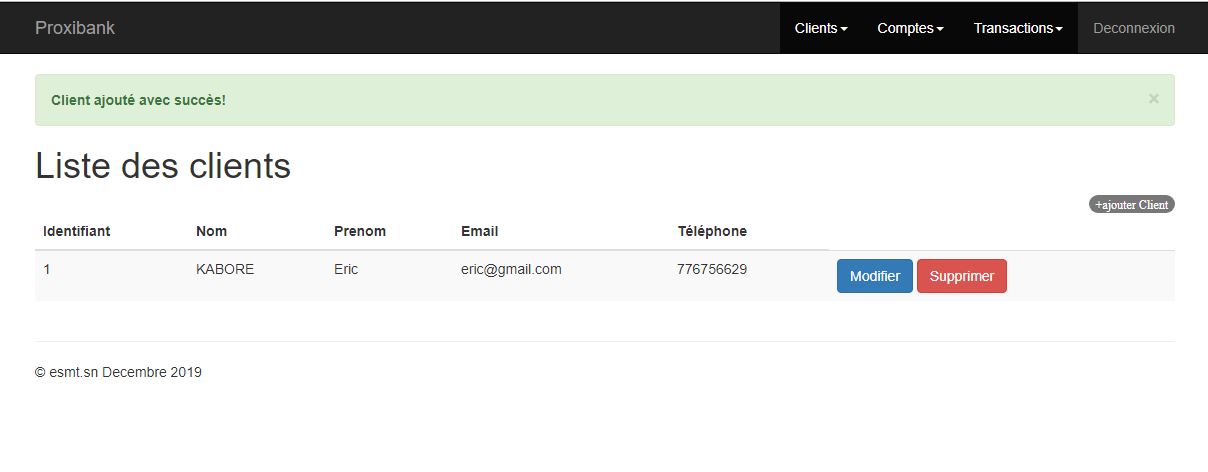 Proxibank Clients Comptes Transactions Deconnexion
Client ajouté avec succès! ×
Liste des clients
+ajouter Client
Identifiant Nom Prenom Email Téléphone
1 KABORE Eric eric@gmail.com 776756629 Modifier Supprimer
© esmt.sn Decembre 2019